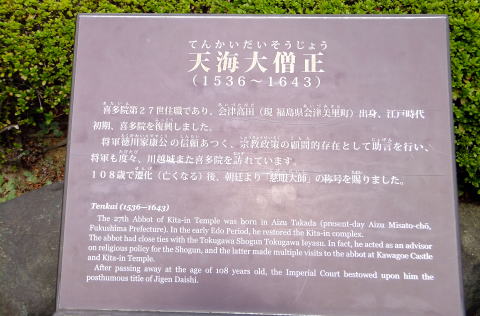 てんかいだいそうじょう
天海大僧正
(1536～1643)
喜多院第27世住職であり、会津高田(現 福島県会津美里町)出身、江戸時代
初期、喜多院を復興しました。
将軍徳川家康公の信頼あつく、宗教政策の顧問的存在として助言を行い、
将軍も度々、川越城また喜多院を訪れています。
108歳で遷化(亡くなる)後、朝廷より「慈眼大師」の称号を賜りました。
Tenkai (1536—1643)
The 27th Abbot of Kita-in Temple was born in Aizu Takada (present-day Aizu Misato-chō,
Fukushima Prefecture). In the early Edo Period, he restored the Kita-in complex.
The abbot had close ties with the Tokugawa Shogun Tokugawa Ieyasu. In fact, he acted as an advisor
on religious policy for the Shogun, and the latter made multiple visits to the abbot at Kawagoe Castle
and Kita-in Temple.
After passing away at the age of 108 years old, the Imperial Court bestowed upon him the
posthumous title of Jigen Daishi.